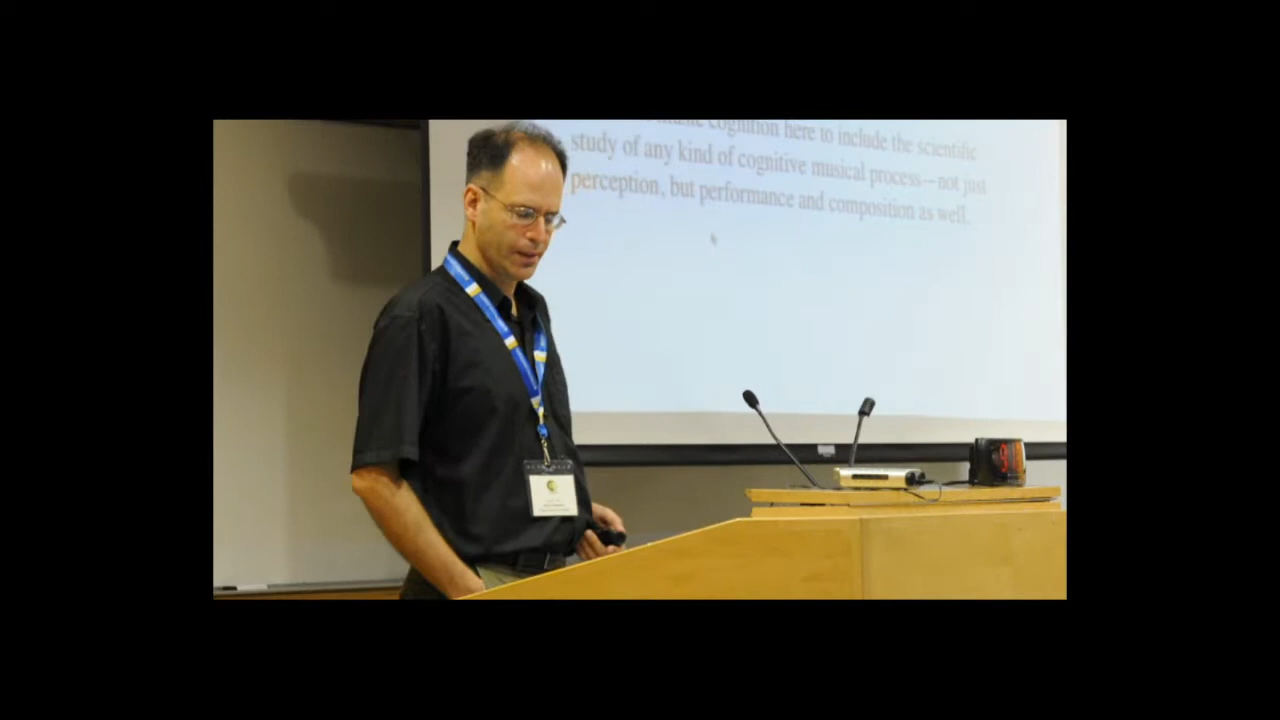 music cognition here to include the scientific
study of any kind of cognitive musical process—not just
perception, but performance and composition as well.